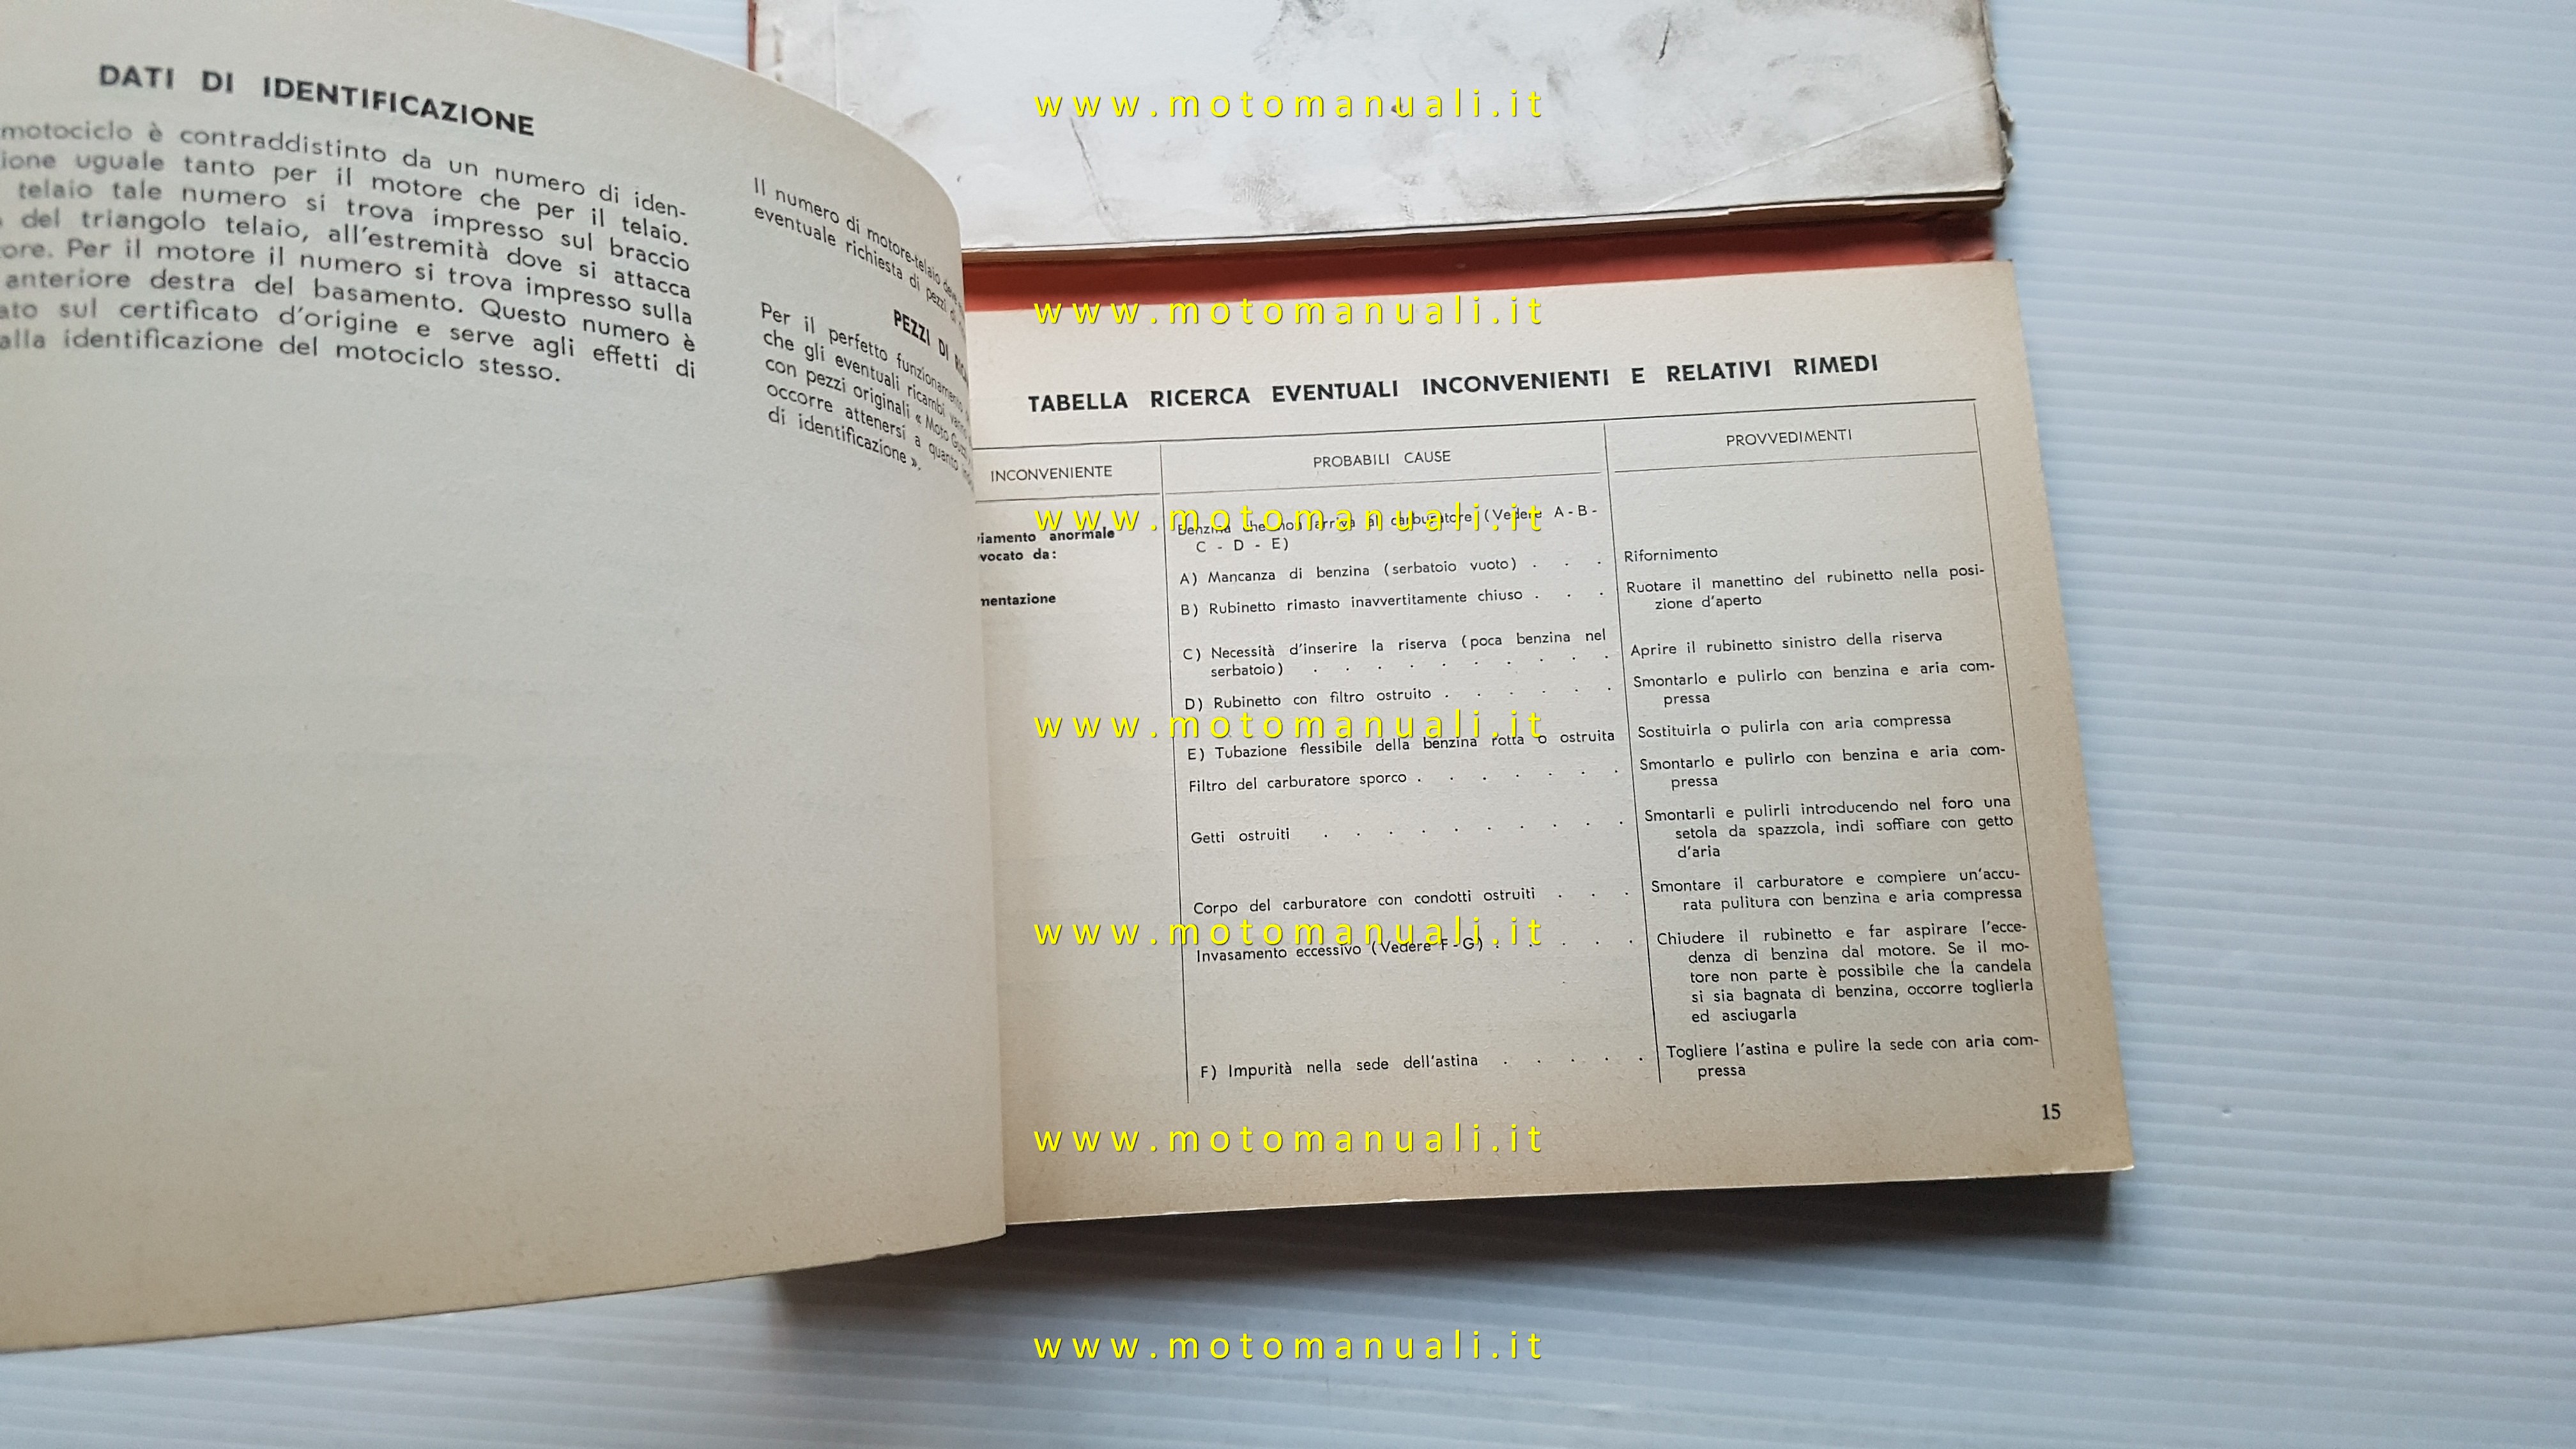 DATI DI IDENTIFICAZIONE
motociclo è contraddistinto da un numero di iden-
ione uguale tanto per il motore che per il telaio.
telaio tale numero si trova impresso sul braccio
del triangolo telaio, all'estremità dove si attacca
ore. Per il motore il numero si trova impresso sulla
anteriore destra del basamento. Questo numero è
ato sul certificato d'origine e serve agli effetti di
alla identificazione del motociclo stesso.
Il numero di motore-telaio deve
eventuale richiesta di pezzi di
PEZZI DI
Per il perfetto funzionamento
che gli eventuali ricambi
con pezzi originali « Moto Guzzi
occorre attenersi a quanto
di identificazione ».
TABELLA RICERCA EVENTUALI INCONVENIENTI E RELATIVI RIMEDI
INCONVENIENTE
PROBABILI CAUSE
PROVVEDIMENTI
viamento anormale
vocato da:
mentazione
Benzina che non arriva al carburatore (Vedere A - B -
C - D - E)
A) Mancanza di benzina (serbatoio vuoto) . . .
Rifornimento
B) Rubinetto rimasto inavvertitamente chiuso . . .
Ruotare il manettino del rubinetto nella posi-
zione d'aperto
C) Necessità d'inserire la riserva (poca benzina nel
serbatoio) . . . . . . . . . .
Aprire il rubinetto sinistro della riserva
D) Rubinetto con filtro ostruito . . . . . .
Smontarlo e pulirlo con benzina e aria com-
pressa
E) Tubazione flessibile della benzina rotta o ostruita
Sostituirla o pulirla con aria compressa
Filtro del carburatore sporco . . . . . . .
Smontarlo e pulirlo con benzina e aria com-
pressa
Getti ostruiti . . . . . . . . . .
Smontarli e pulirli introducendo nel foro una
setola da spazzola, indi soffiare con getto
d'aria
Corpo del carburatore con condotti ostruiti . . .
Smontare il carburatore e compiere un'accu-
rata pulitura con benzina e aria compressa
Invasamento eccessivo (Vedere F - G) . . . . .
Chiudere il rubinetto e far aspirare l'ecce-
denza di benzina dal motore. Se il mo-
tore non parte è possibile che la candela
si sia bagnata di benzina, occorre toglierla
ed asciugarla
F) Impurità nella sede dell'astina . . . . .
Togliere l'astina e pulire la sede con aria com-
pressa
15
www.motomanuali.it
www.motomanuali.it
www.motomanuali.it
www.motomanuali.it
www.motomanuali.it
www.motomanuali.it
www.motomanuali.it